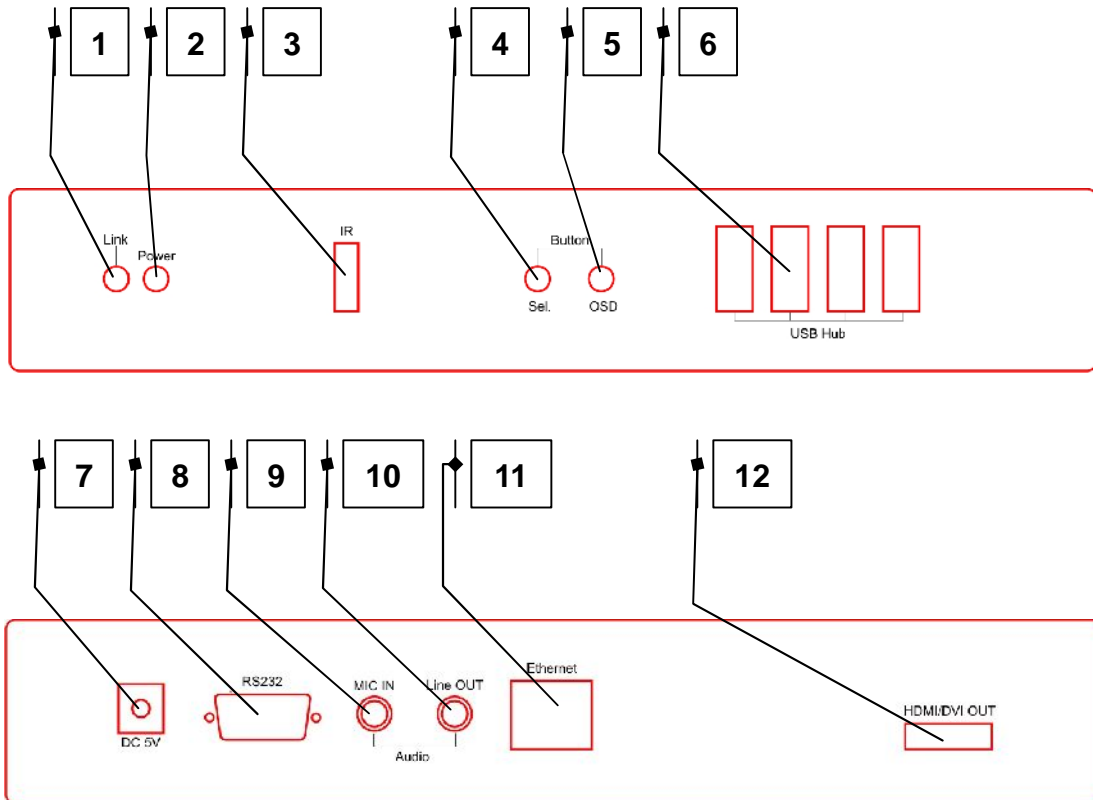 1 2 3 4 5 6
Link
Power
IR
Button
Sel.
OSD
USB Hub
7 8 9 10 11 12
DC 5V
RS232
MIC IN
Line OUT
Audio
Ethernet
HDMI/DVI OUT